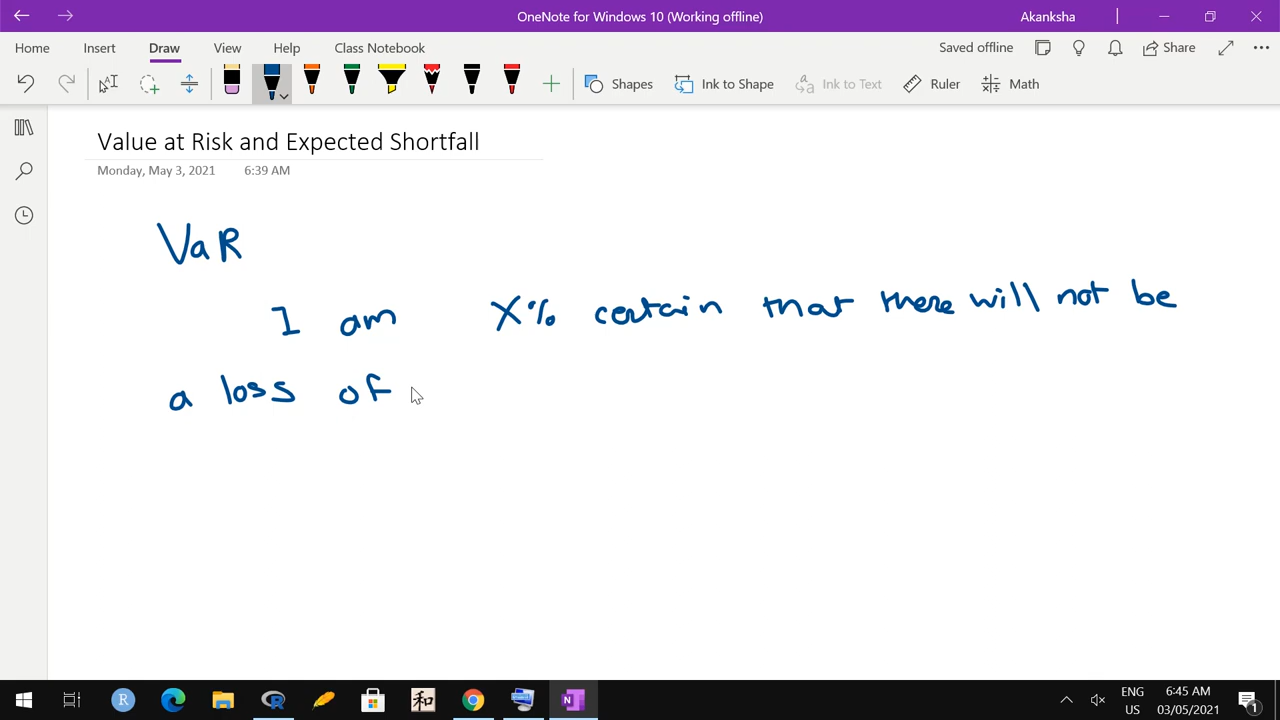 OneNote for Windows 10 (Working offline)
Akanksha
Home Insert Draw View Help Class Notebook
Saved offline
Share
Shapes
Ink to Shape
Ink to Text
Ruler
Math
Value at Risk and Expected Shortfall
Monday, May 3, 2021 6:39 AM
VaR
I am X% certain that there will not be
a loss of
ENG 6:45 AM
US 03/05/2021
1